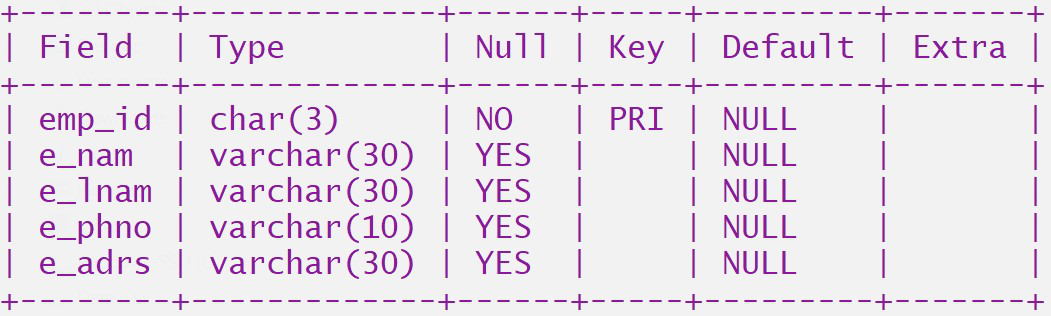 +--------+-------------+------+-----+---------+-------+
| Field  | Type        | Null | Key | Default | Extra |
+--------+-------------+------+-----+---------+-------+
| emp_id | char(3)     | NO   | PRI | NULL    |       |
| e_nam  | varchar(30) | YES  |     | NULL    |       |
| e_lnam | varchar(30) | YES  |     | NULL    |       |
| e_phno | varchar(10) | YES  |     | NULL    |       |
| e_adrs | varchar(30) | YES  |     | NULL    |       |
+--------+-------------+------+-----+---------+-------+